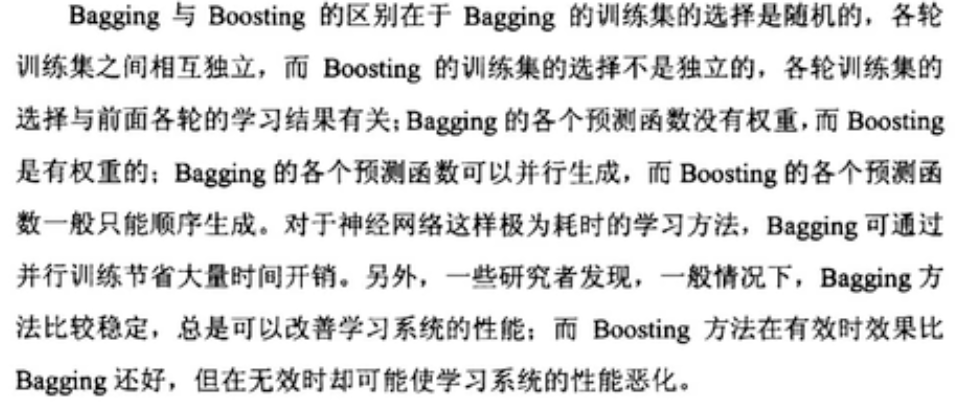 Bagging 与 Boosting 的区别在于 Bagging 的训练集的选择是随机的，各轮
训练集之间相互独立，而 Boosting 的训练集的选择不是独立的，各轮训练集的
选择与前面各轮的学习结果有关；Bagging 的各个预测函数没有权重，而 Boosting
是有权重的；Bagging 的各个预测函数可以并行生成，而 Boosting 的各个预测函
数一般只能顺序生成。对于神经网络这样极为耗时的学习方法，Bagging 可通过
并行训练节省大量时间开销。另外，一些研究者发现，一般情况下，Bagging 方
法比较稳定，总是可以改善学习系统的性能；而 Boosting 方法在有效时效果比
Bagging 还好，但在无效时却可能使学习系统的性能恶化。